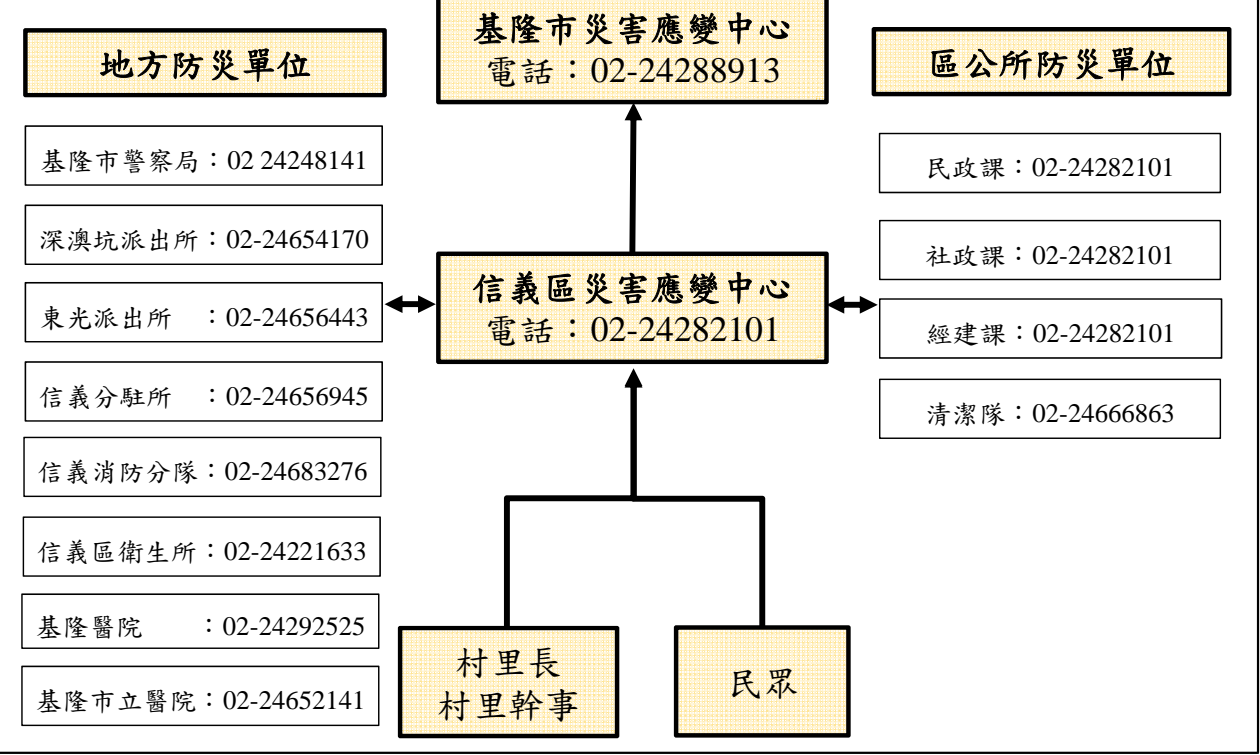 地方防災單位
基隆市警察局：02 24248141
深澳坑派出所：02-24654170
東光派出所　：02-24656443
信義分駐所　：02-24656945
信義消防分隊：02-24683276
信義區衛生所：02-24221633
基隆醫院　　：02-24292525
基隆市立醫院：02-24652141
基隆市災害應變中心
電話：02-24288913
信義區災害應變中心
電話：02-24282101
村里長
村里幹事
民眾
區公所防災單位
民政課：02-24282101
社政課：02-24282101
經建課：02-24282101
清潔隊：02-24666863